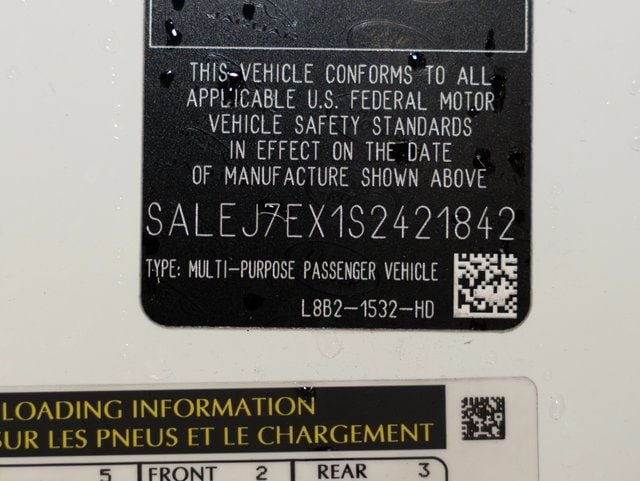 THIS VEHICLE CONFORMS TO ALL
APPLICABLE U.S. FEDERAL MOTOR
VEHICLE SAFETY STANDARDS
IN EFFECT ON THE DATE
OF MANUFACTURE SHOWN ABOVE
SALEJ7EX1S2421842
TYPE: MULTI-PURPOSE PASSENGER VEHICLE
L8B2-1532-HD
LOADING INFORMATION
SUR LES PNEUS ET LE CHARGEMENT
5 FRONT 2 REAR 3